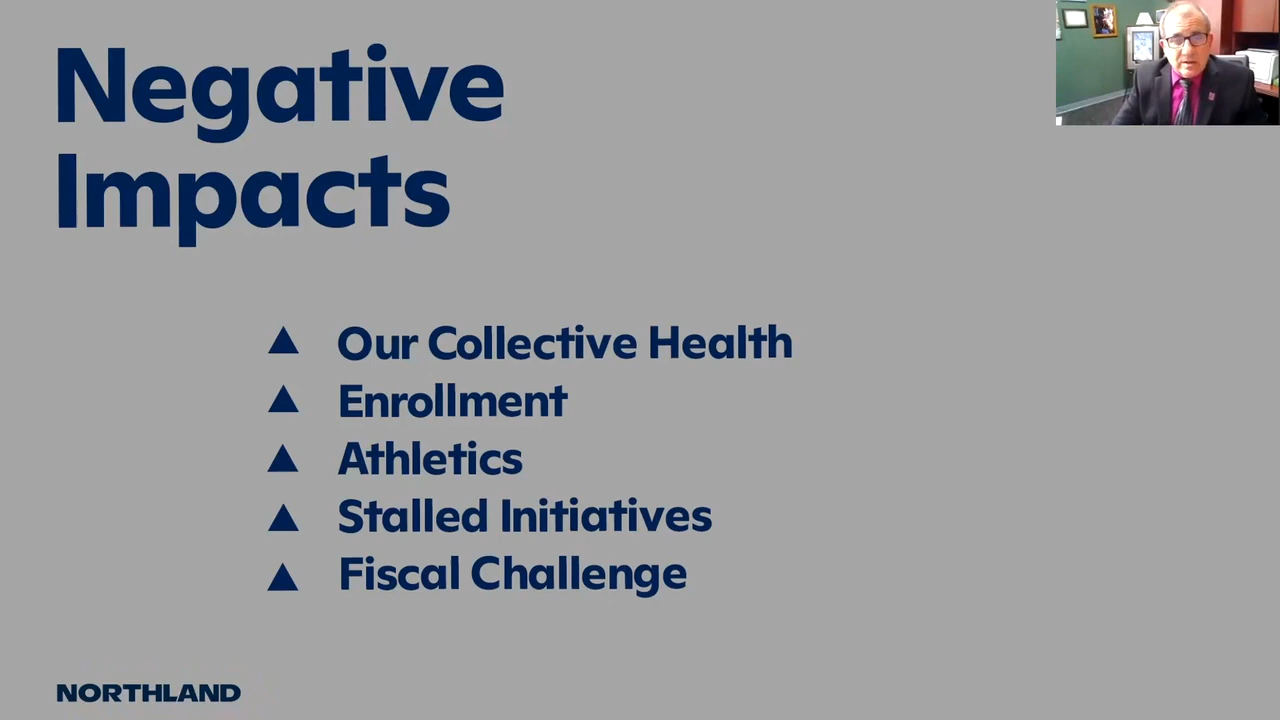 Negative
Impacts
Our Collective Health
Enrollment
Athletics
Stalled Initiatives
Fiscal Challenge
NORTHLAND